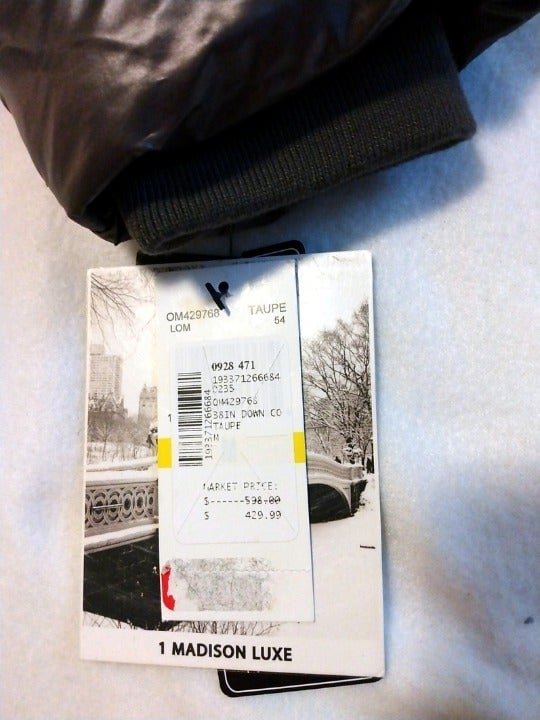 OM429768 TAUPE
LOM 54
0928 471
193371266684
0235
OM429768
38IN DOWN CO
TAUPE
M
1
193371266684
MARKET PRICE:
$------598.00
$ 429.99
1 MADISON LUXE